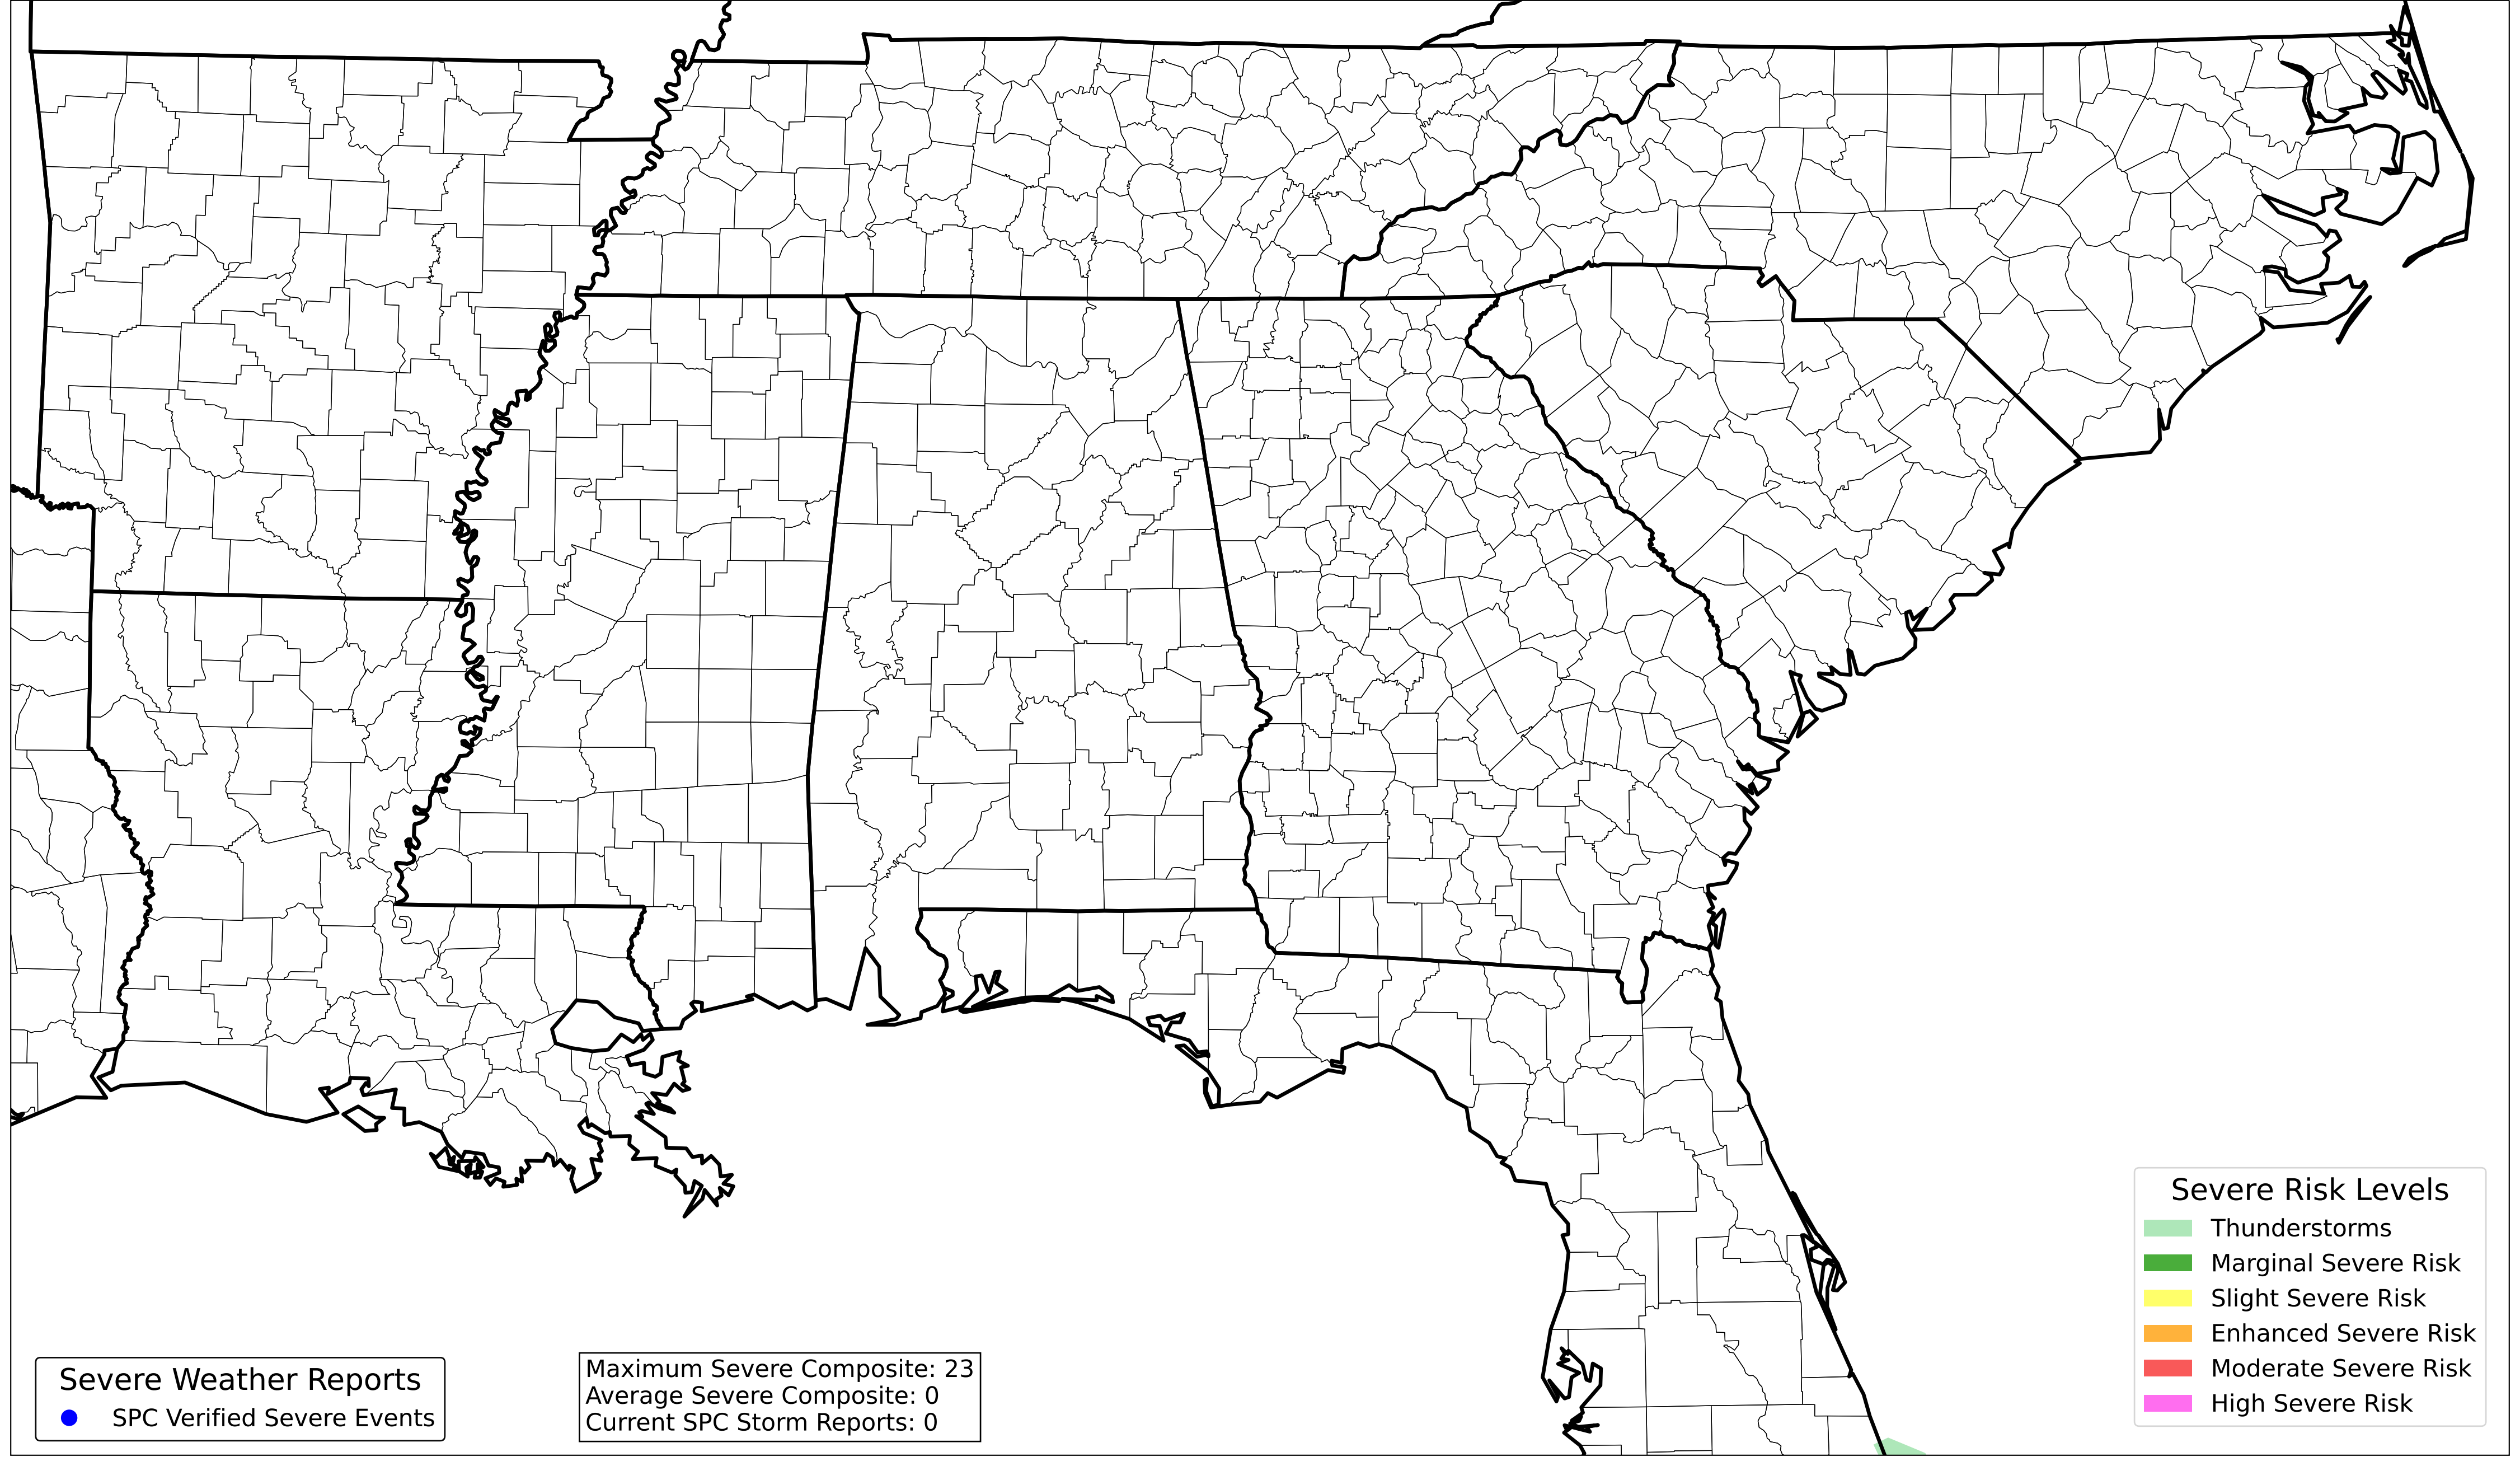 Severe Risk Levels
Thunderstorms
Marginal Severe Risk
Slight Severe Risk
Enhanced Severe Risk
Moderate Severe Risk
High Severe Risk
Severe Weather Reports
SPC Verified Severe Events
Maximum Severe Composite: 23
Average Severe Composite: 0
Current SPC Storm Reports: 0